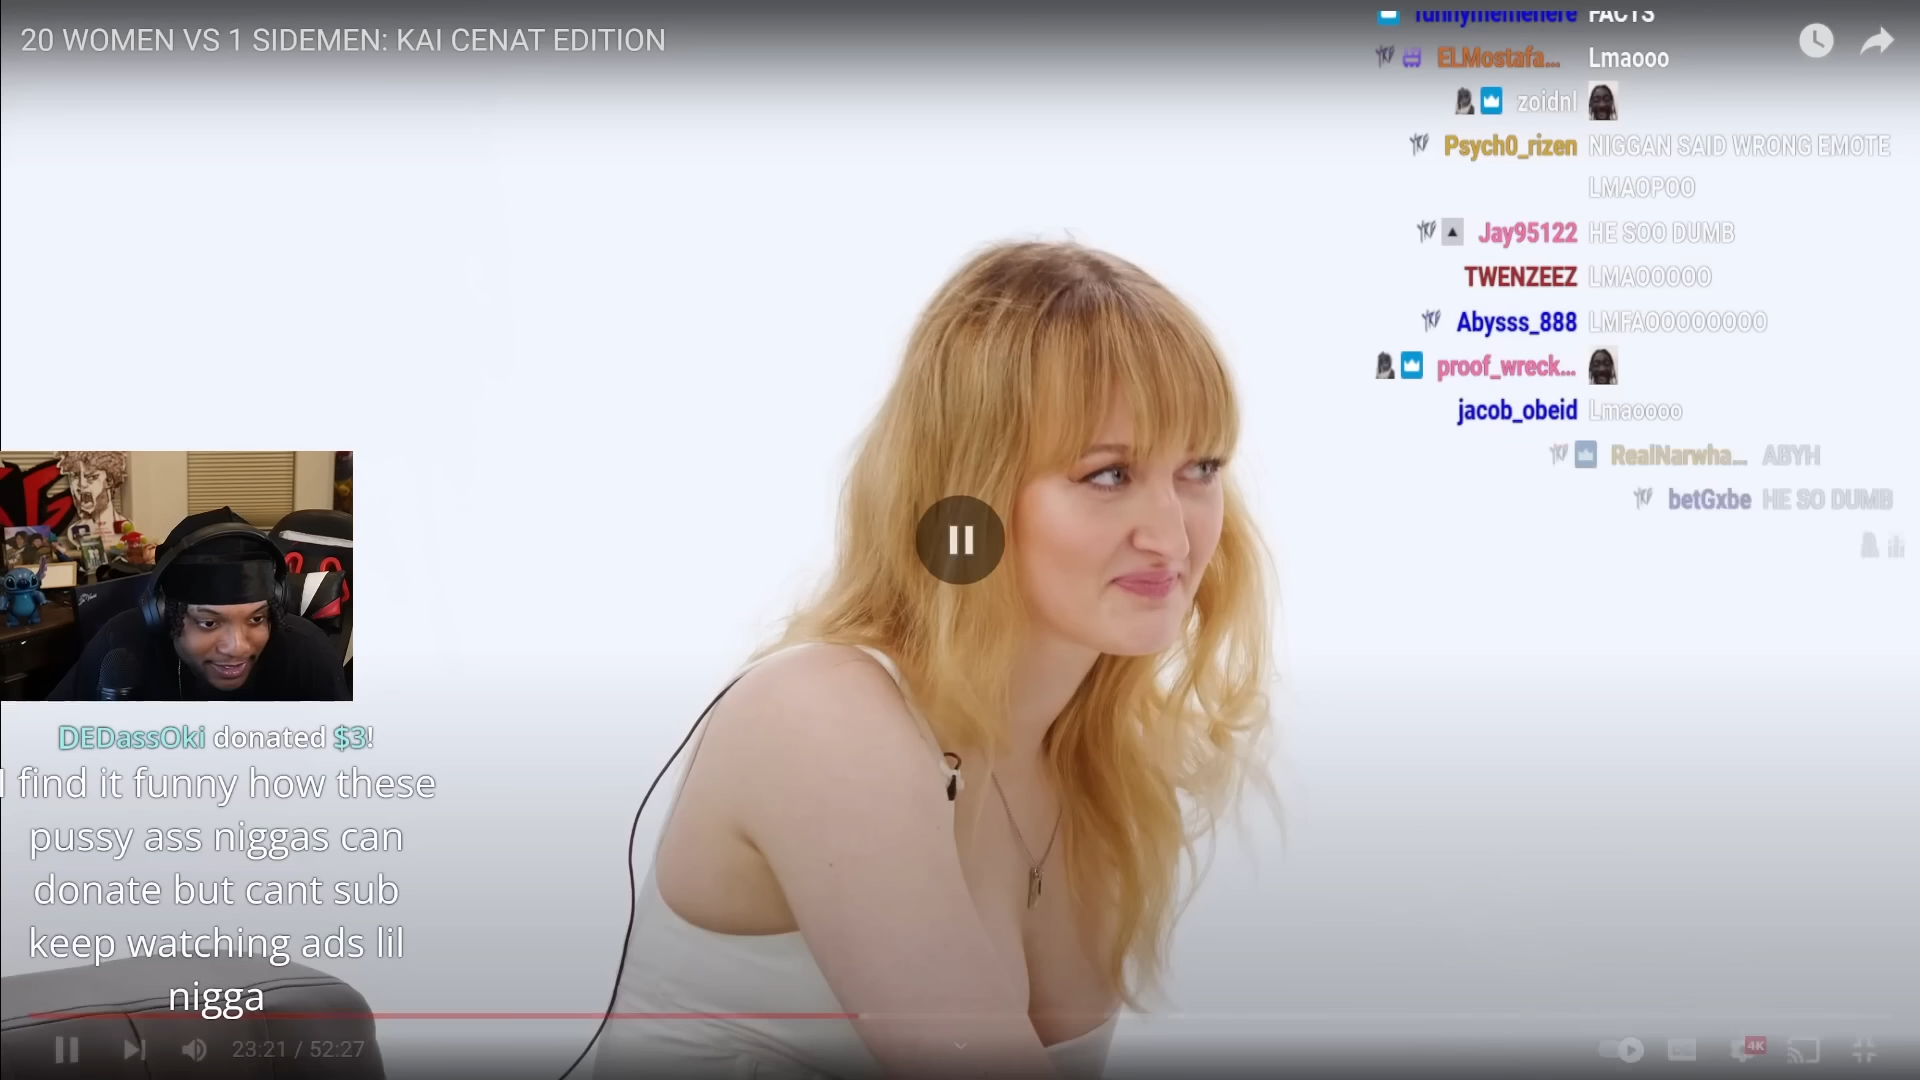 20 WOMEN VS 1 SIDEMEN: KAI CENAT EDITION
funnymemehere FACTS
ELMostafa... Lmaooo
zoidnl
Psych0_rizen NIGGAN SAID WRONG EMOTE
LMAOPOO
Jay95122 HE SOO DUMB
TWENZEEZ LMAOOOOO
Abysss_888 LMFAOOOOOOOO
proof_wreck...
jacob_obeid Lmaoooo
RealNarwha... ABYH
betGxbe HE SO DUMB
DEDassOki donated $3!
I find it funny how these
pussy ass niggas can
donate but cant sub
keep watching ads lil
nigga
23:21 / 52:27
4K